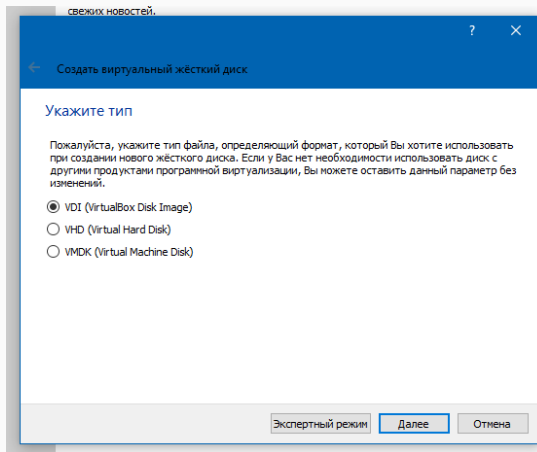 свежих новостей.
?
Создать виртуальный жёсткий диск
Укажите тип
Пожалуйста, укажите тип файла, определяющий формат, который Вы хотите использовать
при создании нового жёсткого диска. Если у Вас нет необходимости использовать диск с
другими продуктами программной виртуализации, Вы можете оставить данный параметр без
изменений.
VDI (VirtualBox Disk Image)
VHD (Virtual Hard Disk)
VMDK (Virtual Machine Disk)
Экспертный режим Далее Отмена